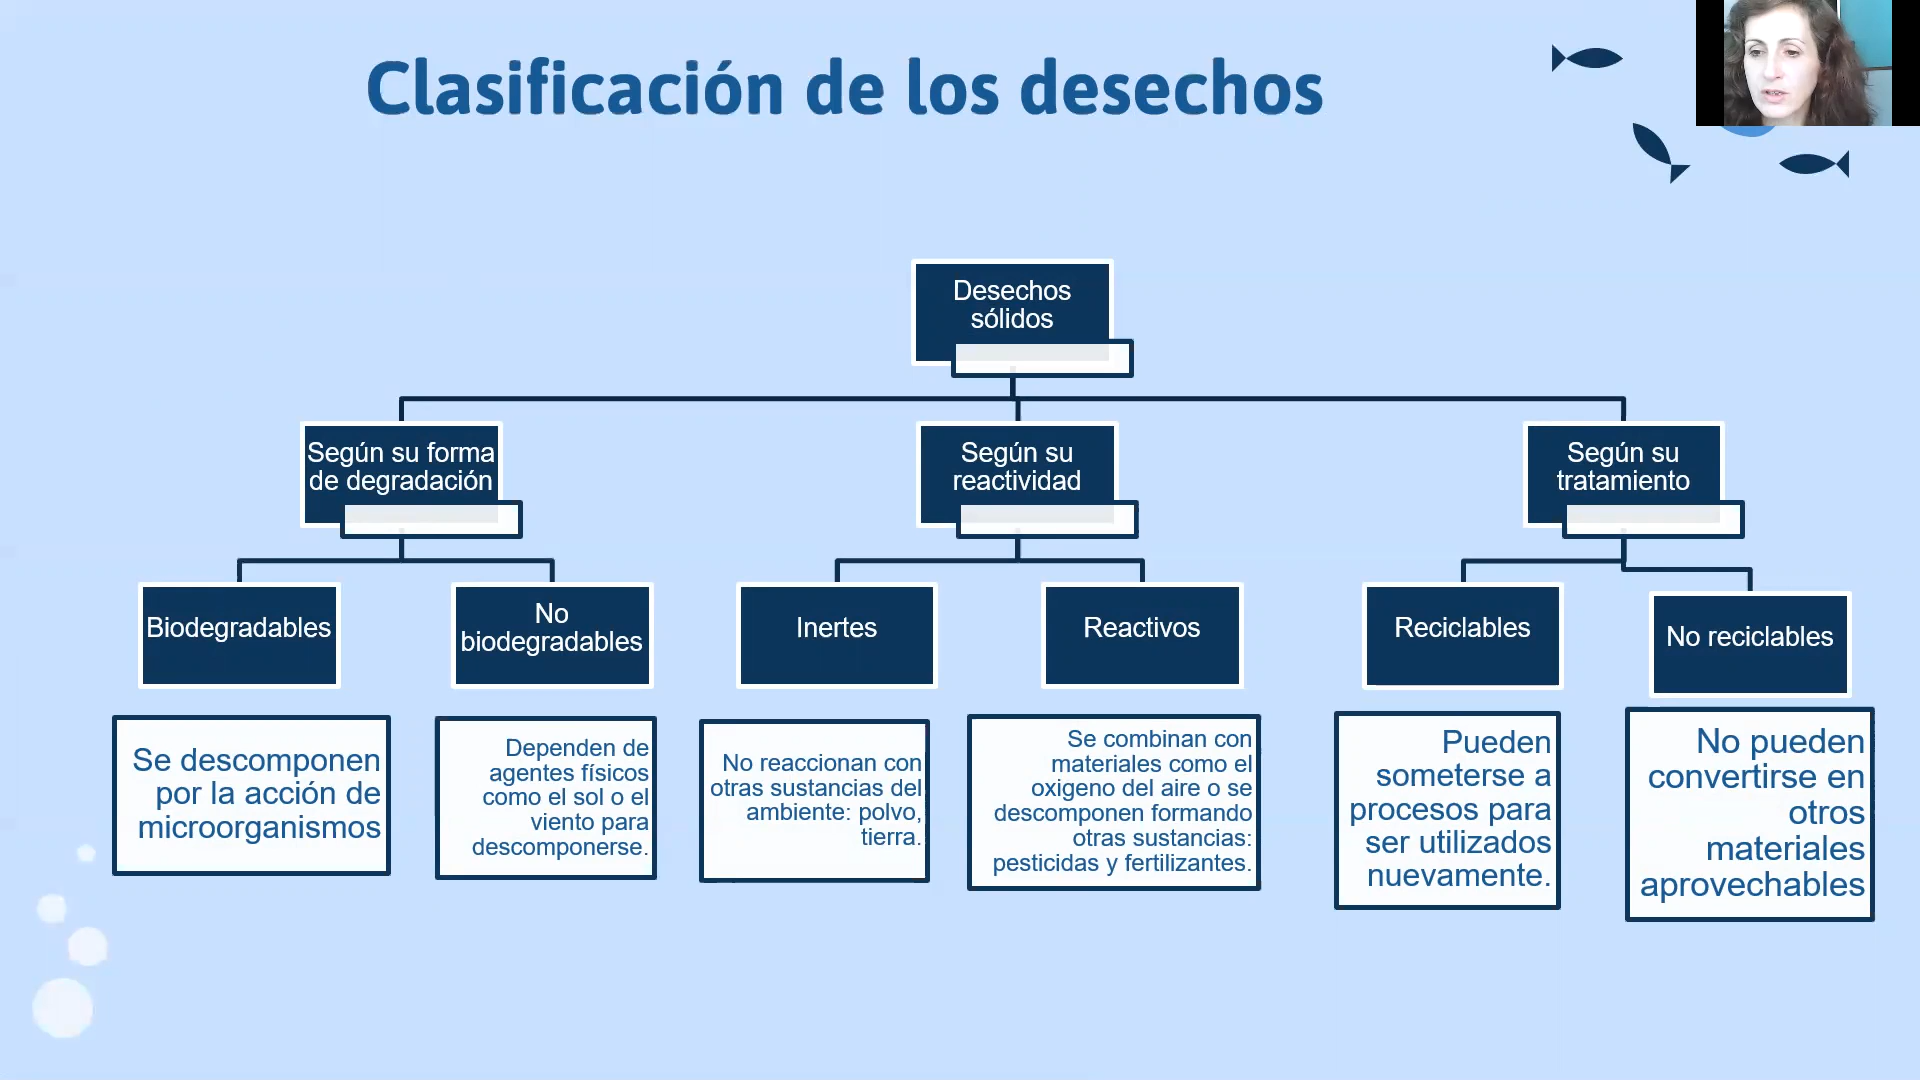 Clasificación de los desechos
Desechos
sólidos
Según su forma
de degradación
Según su
reactividad
Según su
tratamiento
Biodegradables
No
biodegradables
Inertes
Reactivos
Reciclables
No reciclables
Se descomponen
por la acción de
microorganismos
Dependen de
agentes físicos
como el sol o el
viento para
descomponerse.
No reaccionan con
otras sustancias del
ambiente: polvo,
tierra.
Se combinan con
materiales como el
oxigeno del aire o se
descomponen formando
otras sustancias:
pesticidas y fertilizantes.
Pueden
someterse a
procesos para
ser utilizados
nuevamente.
No pueden
convertirse en
otros
materiales
aprovechables